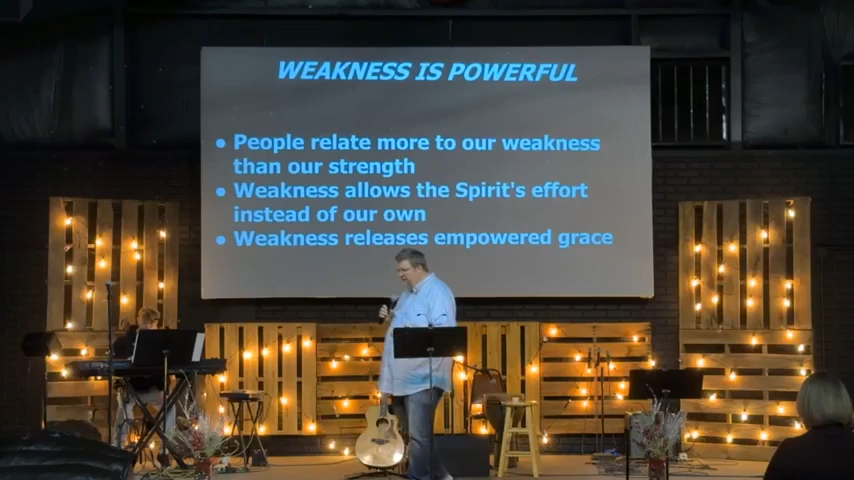 WEAKNESS IS POWERFUL
● People relate more to our weakness
than our strength
● Weakness allows the Spirit's effort
instead of our own
● Weakness releases empowered grace